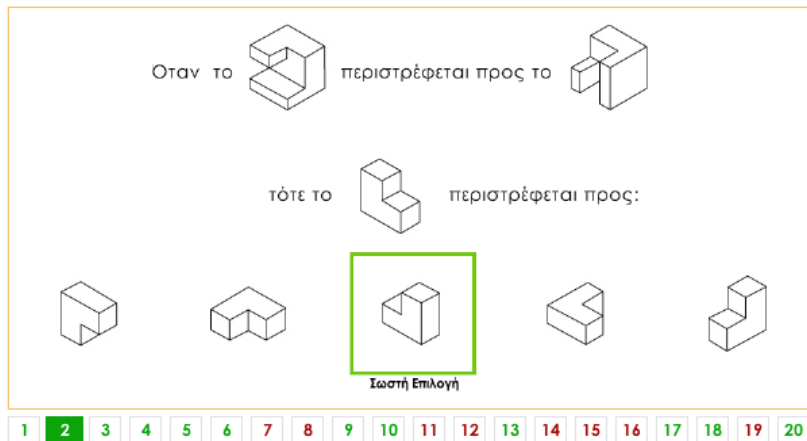 Οταν το περιστρέφεται προς το
τότε το περιστρέφεται προς:
Σωστή Επιλογή
1 2 3 4 5 6 7 8 9 10 11 12 13 14 15 16 17 18 19 20